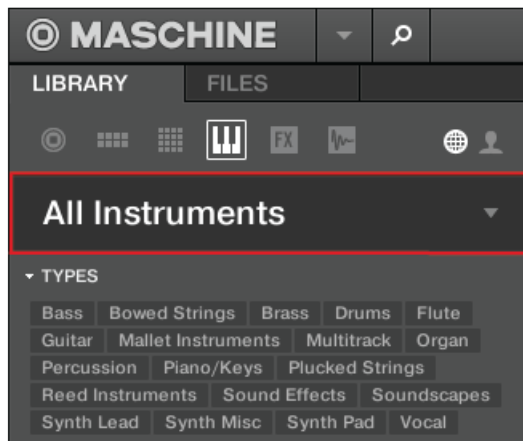 MASCHINE
LIBRARY FILES
FX
All Instruments
TYPES
Bass Bowed Strings Brass Drums Flute
Guitar Mallet Instruments Multitrack Organ
Percussion Piano/Keys Plucked Strings
Reed Instruments Sound Effects Soundscapes
Synth Lead Synth Misc Synth Pad Vocal